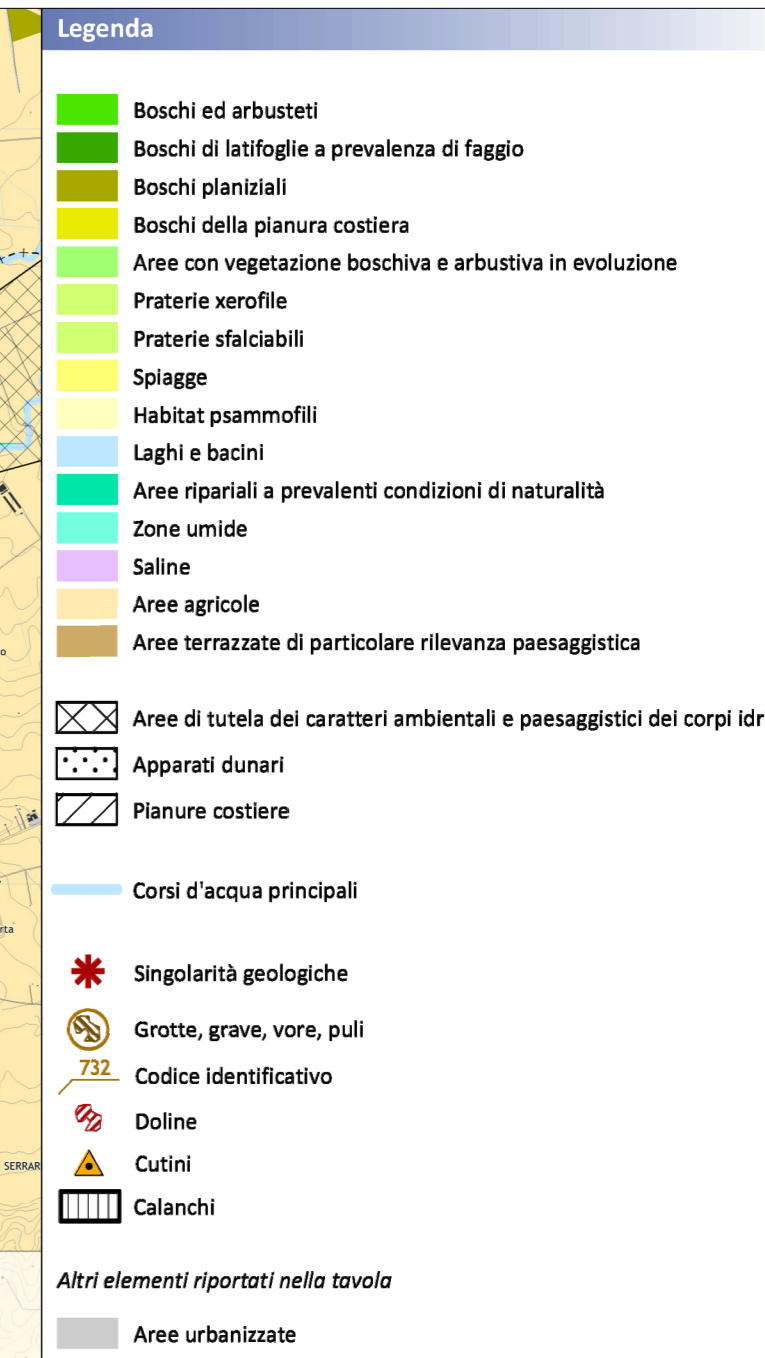 Legenda
Boschi ed arbusteti
Boschi di latifoglie a prevalenza di faggio
Boschi planiziali
Boschi della pianura costiera
Aree con vegetazione boschiva e arbustiva in evoluzione
Praterie xerofile
Praterie sfalciabili
Spiagge
Habitat psammofili
Laghi e bacini
Aree ripariali a prevalenti condizioni di naturalità
Zone umide
Saline
Aree agricole
Aree terrazzate di particolare rilevanza paesaggistica
Aree di tutela dei caratteri ambientali e paesaggistici dei corpi idr
Apparati dunari
Pianure costiere
Corsi d'acqua principali
Singolarità geologiche
Grotte, grave, vore, puli
732 Codice identificativo
Doline
Cutini
Calanchi
Altri elementi riportati nella tavola
Aree urbanizzate
o
rta
SERRAR